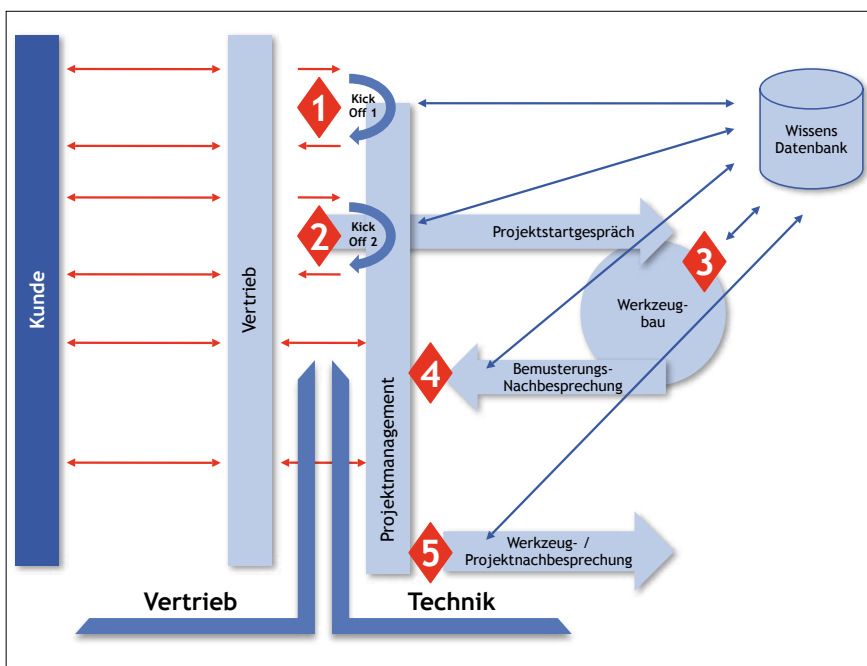 Kunde
Vertrieb
1
Kick
Off 1
2
Kick
Off 2
Projektmanagement
Projektstartgespräch
Wissens
Datenbank
3
Werkzeug-
bau
4
Bemusterungs-
Nachbesprechung
5
Werkzeug- /
Projektnachbesprechung
Vertrieb
Technik